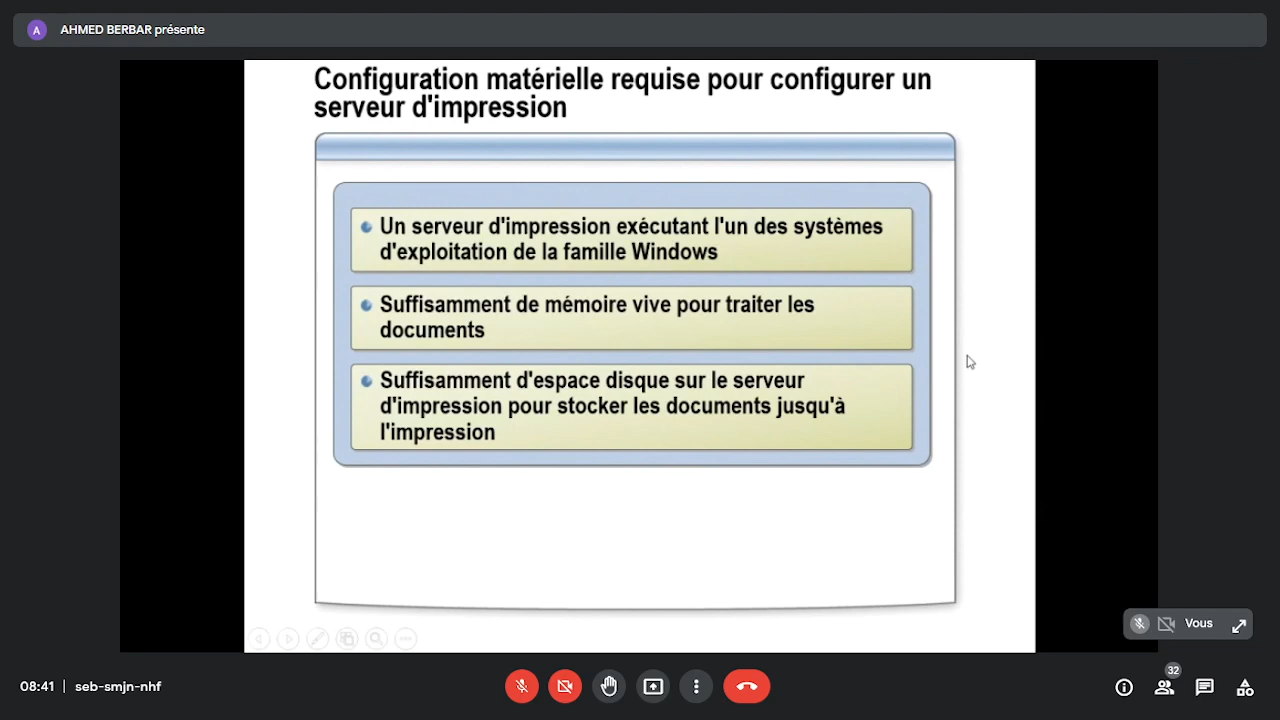 A
AHMED BERBAR présente
Configuration matérielle requise pour configurer un
serveur d'impression
Un serveur d'impression exécutant l'un des systèmes
d'exploitation de la famille Windows
Suffisamment de mémoire vive pour traiter les
documents
Suffisamment d'espace disque sur le serveur
d'impression pour stocker les documents jusqu'à
l'impression
Vous
08:41 | seb-smjn-nhf
32